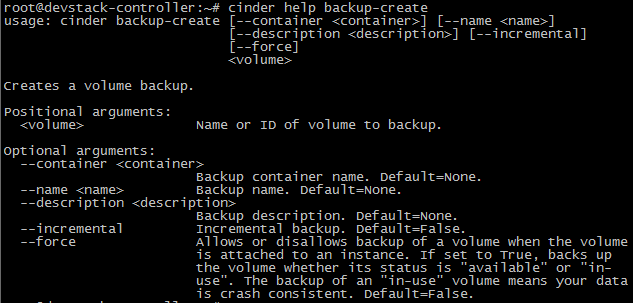 root@devstack-controller:~# cinder help backup-create
usage: cinder backup-create [--container <container>] [--name <name>]
[--description <description>] [--incremental]
[--force]
<volume>
Creates a volume backup.
Positional arguments:
<volume> Name or ID of volume to backup.
Optional arguments:
--container <container>
Backup container name. Default=None.
--name <name> Backup name. Default=None.
--description <description>
Backup description. Default=None.
--incremental Incremental backup. Default=False.
--force Allows or disallows backup of a volume when the volume
is attached to an instance. If set to True, backs up
the volume whether its status is "available" or "in-
use". The backup of an "in-use" volume means your data
is crash consistent. Default=False.